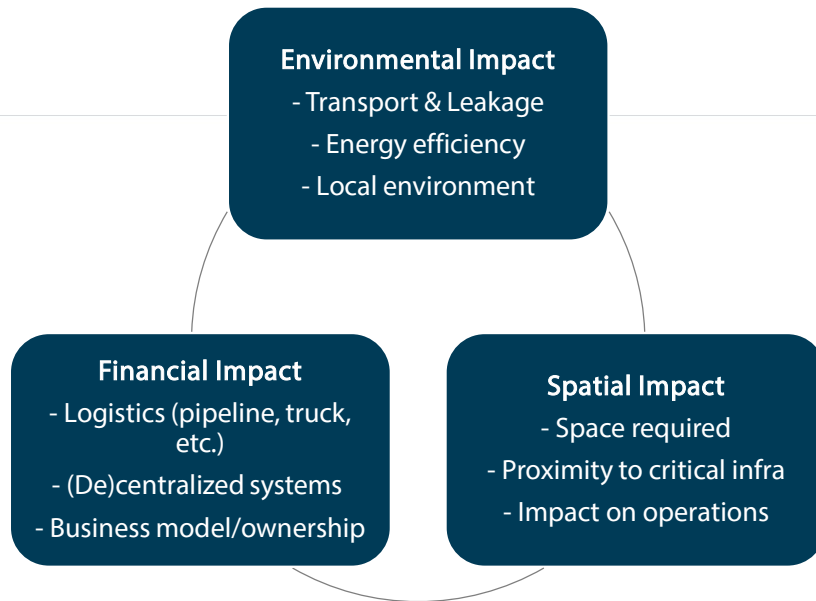 Environmental Impact
- Transport & Leakage
- Energy efficiency
- Local environment
Financial Impact
- Logistics (pipeline, truck,
etc.)
- (De)centralized systems
- Business model/ownership
Spatial Impact
- Space required
- Proximity to critical infra
- Impact on operations